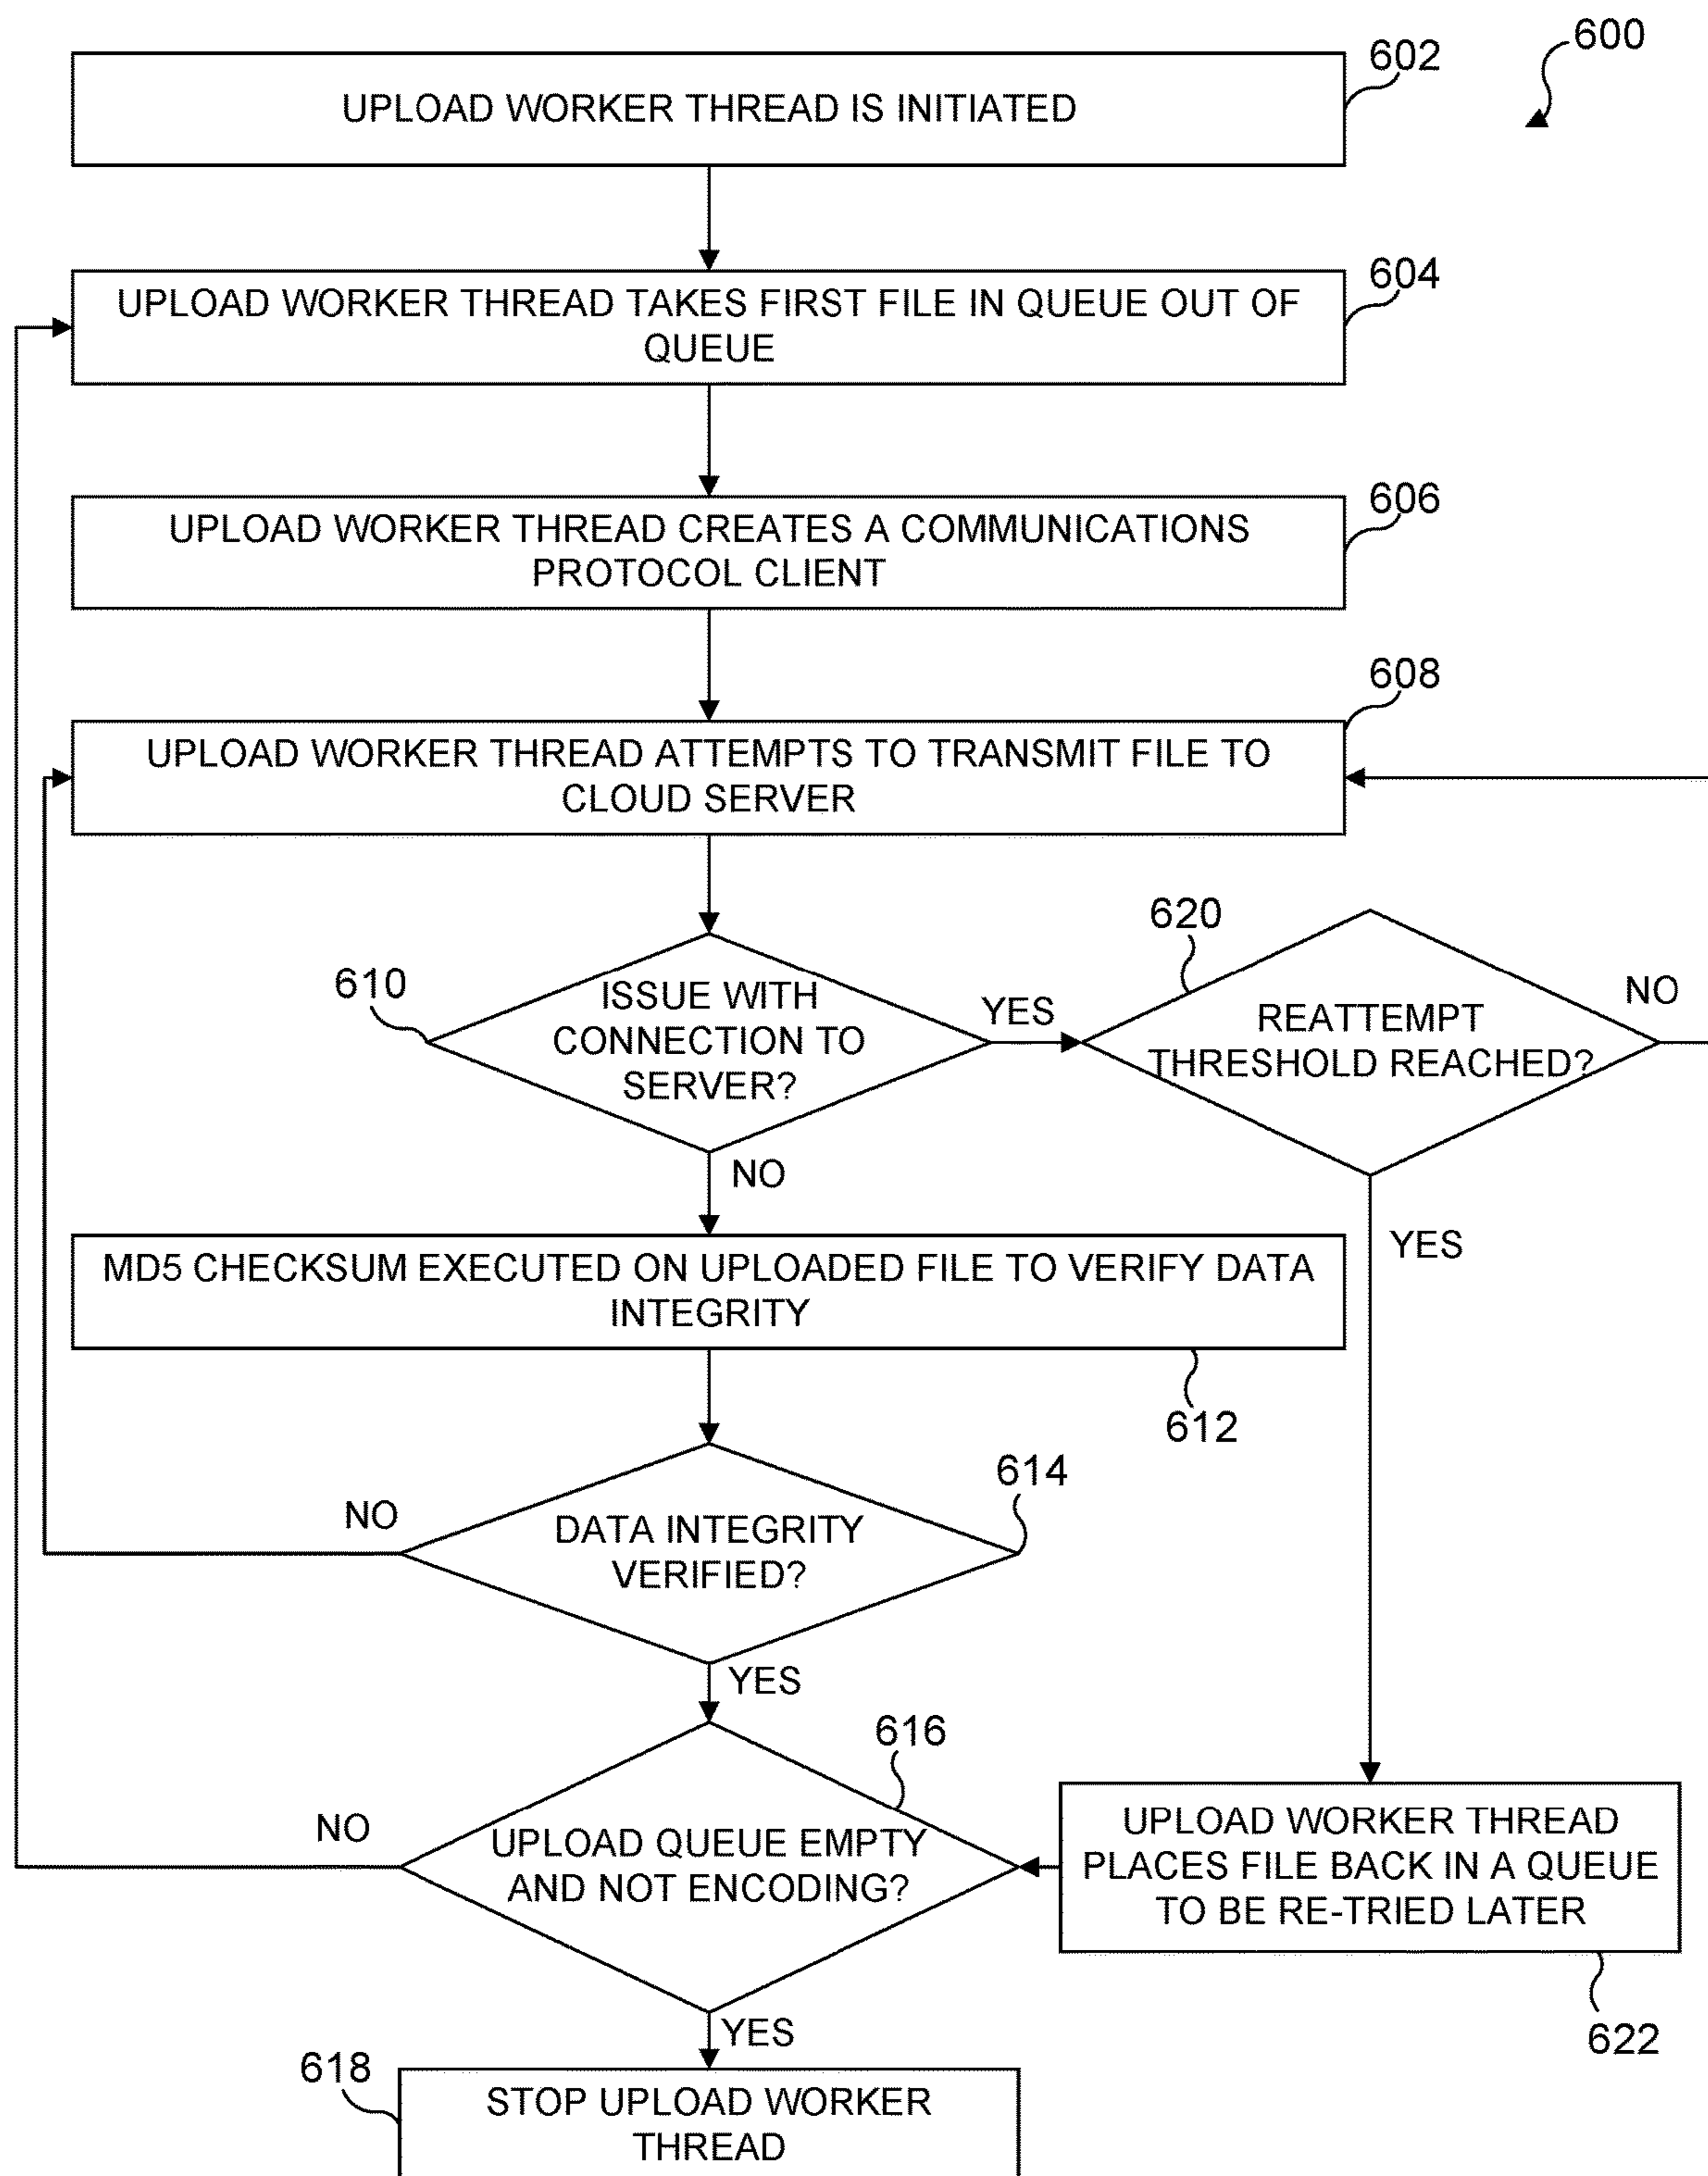 600
602
UPLOAD WORKER THREAD IS INITIATED
604
UPLOAD WORKER THREAD TAKES FIRST FILE IN QUEUE OUT OF
QUEUE
606
UPLOAD WORKER THREAD CREATES A COMMUNICATIONS
PROTOCOL CLIENT
608
UPLOAD WORKER THREAD ATTEMPTS TO TRANSMIT FILE TO
CLOUD SERVER
610
ISSUE WITH
CONNECTION TO
SERVER?
YES
620
REATTEMPT
THRESHOLD REACHED?
NO
NO
YES
MD5 CHECKSUM EXECUTED ON UPLOADED FILE TO VERIFY DATA
INTEGRITY
612
614
NO
DATA INTEGRITY
VERIFIED?
YES
616
NO
UPLOAD QUEUE EMPTY
AND NOT ENCODING?
UPLOAD WORKER THREAD
PLACES FILE BACK IN A QUEUE
TO BE RE-TRIED LATER
622
YES
618
STOP UPLOAD WORKER
THREAD